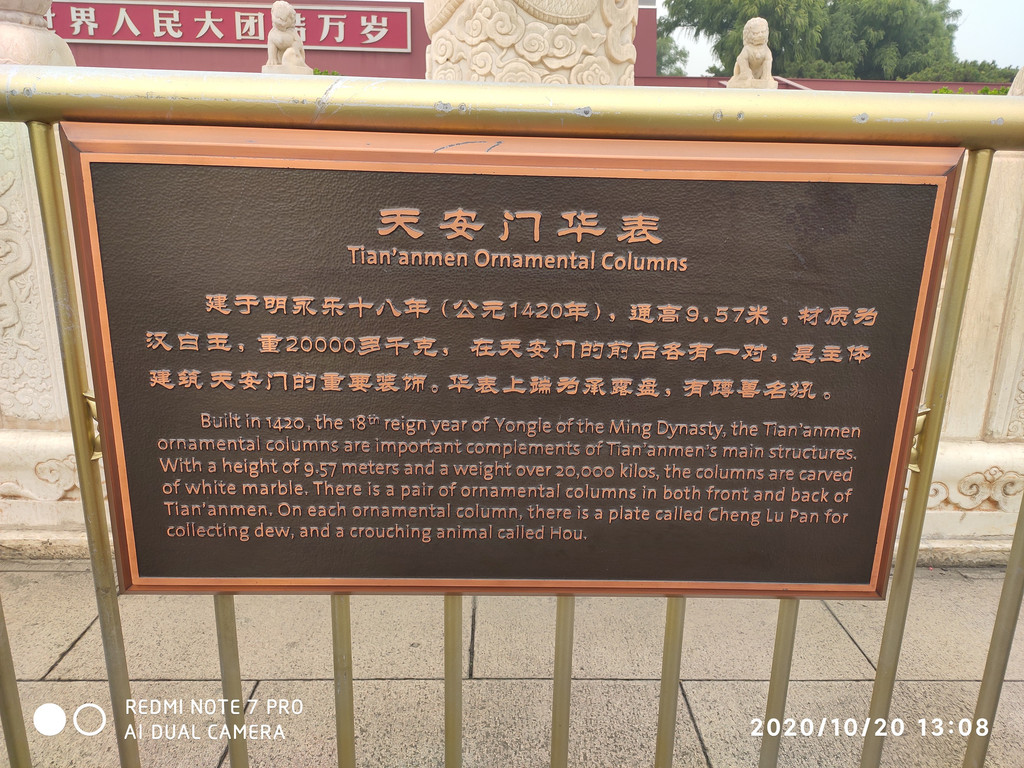 世界人民大团结万岁
天安门华表
Tian'anmen Ornamental Columns
建于明永乐十八年（公元1420年），通高9.57米，材质为
汉白玉，重20000多千克，在天安门的前后各有一对，是主体
建筑天安门的重要装饰。华表上端为承露盘，有蹲兽名犼。
Built in 1420, the 18th reign year of Yongle of the Ming Dynasty, the Tian'anmen
ornamental columns are important complements of Tian'anmen's main structures.
With a height of 9.57 meters and a weight over 20,000 kilos, the columns are carved
of white marble. There is a pair of ornamental columns in both front and back of
Tian'anmen. On each ornamental column, there is a plate called Cheng Lu Pan for
collecting dew, and a crouching animal called Hou.
REDMI NOTE 7 PRO
AI DUAL CAMERA
2020/10/20 13:08